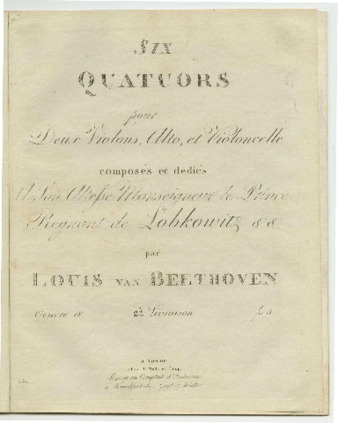 SIX
QUATUORS
pour
Deux Violons, Alto, et Violoncelle
composés et dediés
Son Altesse Monseigneur le Prince
Regnant de Lobkowitz & &
par
LOUIS VAN BEETHOVEN
Oeuvre 18
2 Livraison